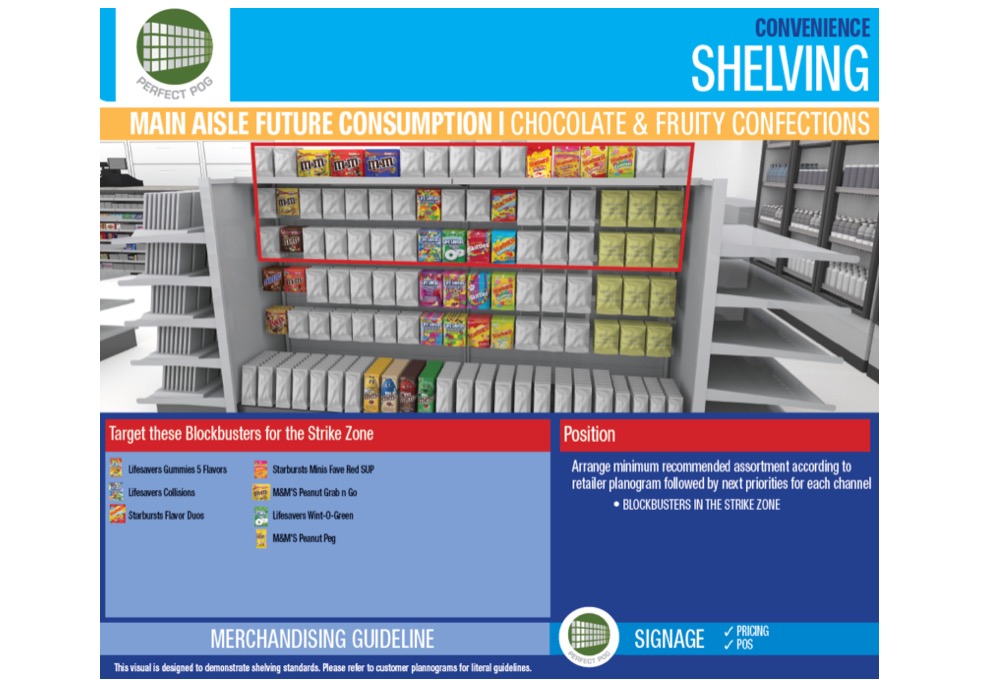 PERFECT POG
CONVENIENCE
SHELVING
MAIN AISLE FUTURE CONSUMPTION | CHOCOLATE & FRUITY CONFECTIONS
Target these Blockbusters for the Strike Zone
Lifesavers Gummies 5 Flavors
Lifesavers Collisions
Starbursts Flavor Duos
Starbursts Minis Fave Red SUP
M&M'S Peanut Grab n Go
Lifesavers Wint-O-Green
M&M'S Peanut Peg
Position
Arrange minimum recommended assortment according to
retailer planogram followed by next priorities for each channel
• BLOCKBUSTERS IN THE STRIKE ZONE
MERCHANDISING GUIDELINE
PERFECT POG
SIGNAGE
✓ PRICING
✓ POS
This visual is designed to demonstrate shelving standards. Please refer to customer plannograms for literal guidelines.